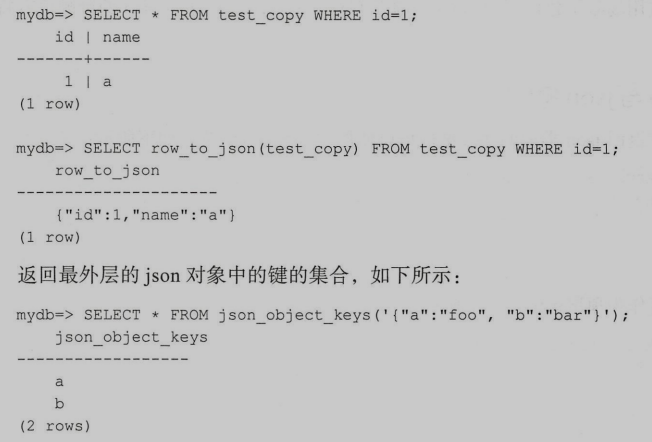 mydb=> SELECT * FROM test_copy WHERE id=1;
id | name
-------+------
1 | a
(1 row)
mydb=> SELECT row_to_json(test_copy) FROM test_copy WHERE id=1;
row_to_json
---------------------
{"id":1,"name":"a"}
(1 row)
返回最外层的 json 对象中的键的集合，如下所示：
mydb=> SELECT * FROM json_object_keys('{"a":"foo", "b":"bar"}');
json_object_keys
------------------
a
b
(2 rows)